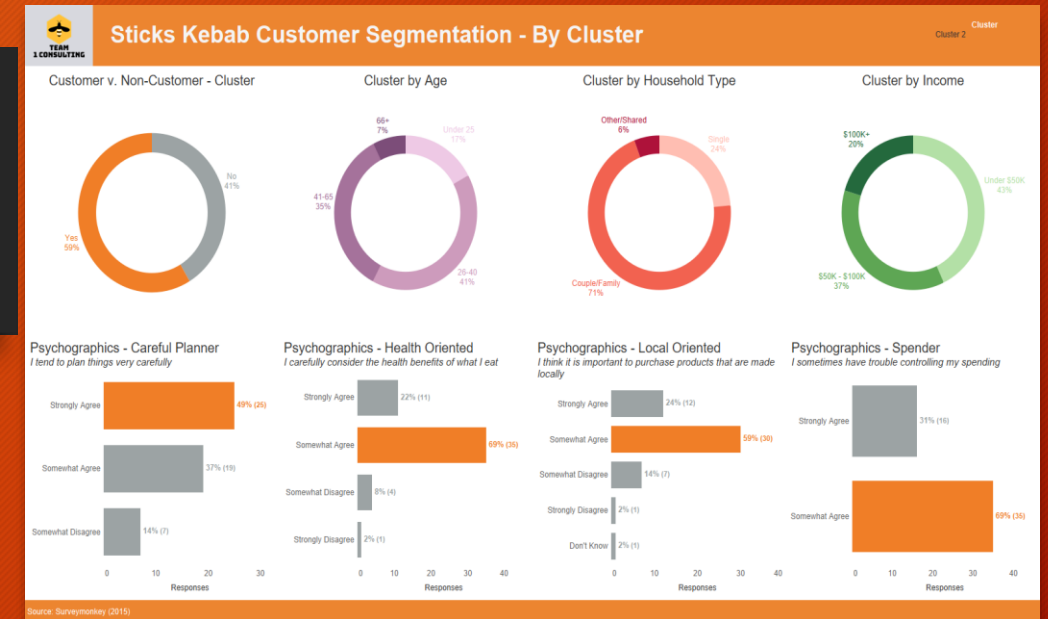 TEAM
1 CONSULTING
Sticks Kebab Customer Segmentation - By Cluster
Cluster
Cluster 2
Customer v. Non-Customer - Cluster
No
41%
Yes
59%
Cluster by Age
66+
7%
Under 25
17%
41-65
35%
26-40
41%
Cluster by Household Type
Other/Shared
6%
Single
24%
Couple/Family
71%
Cluster by Income
$100K+
20%
Under $50K
43%
$50K - $100K
37%
Psychographics - Careful Planner
I tend to plan things very carefully
Strongly Agree
49% (25)
Somewhat Agree
37% (19)
Somewhat Disagree
14% (7)
0 10 20 30
Responses
Psychographics - Health Oriented
I carefully consider the health benefits of what I eat
Strongly Agree
22% (11)
Somewhat Agree
69% (35)
Somewhat Disagree
8% (4)
Strongly Disagree
2% (1)
0 10 20 30 40
Responses
Psychographics - Local Oriented
I think it is important to purchase products that are made
locally
Strongly Agree
24% (12)
Somewhat Agree
59% (30)
Somewhat Disagree
14% (7)
Strongly Disagree
2% (1)
Don't Know
2% (1)
0 10 20 30 40
Responses
Psychographics - Spender
I sometimes have trouble controlling my spending
Strongly Agree
31% (16)
Somewhat Agree
69% (35)
0 10 20 30 40
Responses
Source: Surveymonkey (2015)